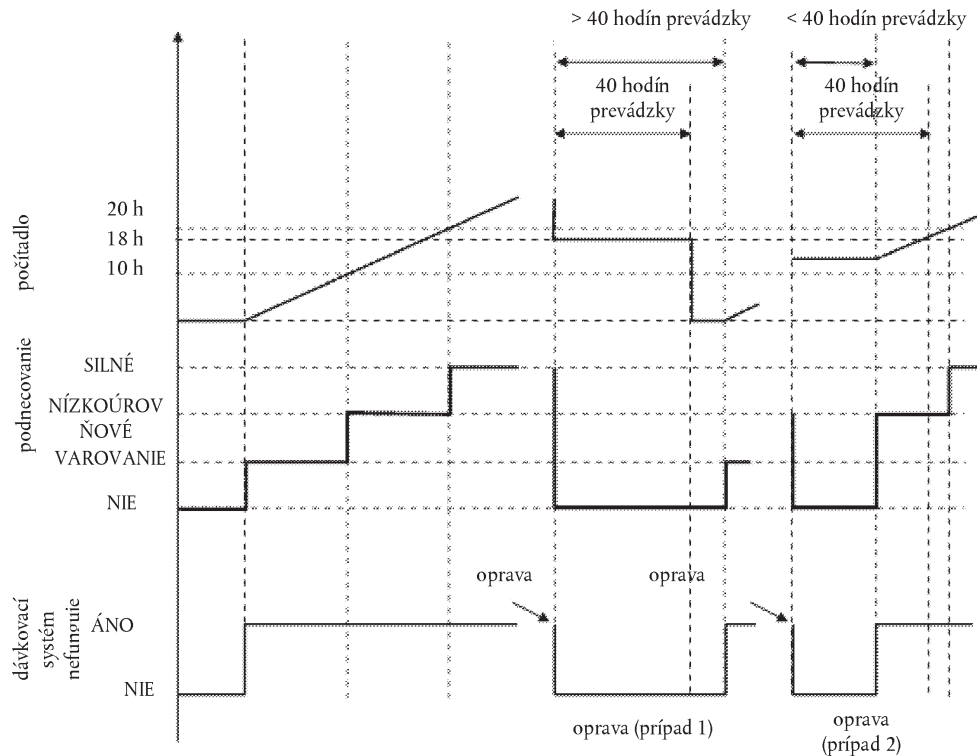 > 40 hodín prevádzky
< 40 hodín prevádzky
40 hodín
prevádzky
40 hodín
prevádzky
počítadlo
20 h
18 h
10 h
podnecovanie
SILNÉ
NÍZKOÚROV
ŇOVÉ
VAROVANIE
NIE
oprava
oprava
dávkovací
systém
nefunguje
ÁNO
NIE
oprava (prípad 1)
oprava
(prípad 2)